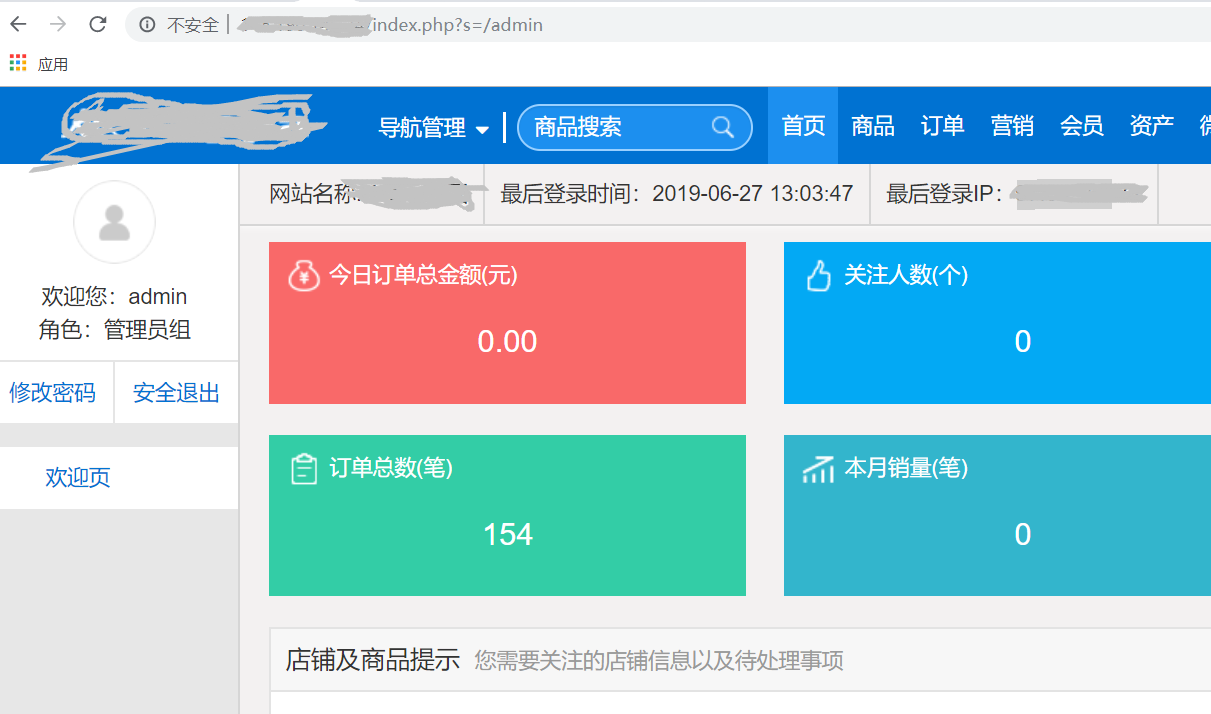 不安全 /index.php?s=/admin
应用
导航管理 商品搜索 首页 商品 订单 营销 会员 资产
网站名称 最后登录时间：2019-06-27 13:03:47 最后登录IP：
欢迎您：admin
角色：管理员组
修改密码 安全退出
欢迎页
今日订单总金额(元) 关注人数(个)
0.00 0
订单总数(笔) 本月销量(笔)
154 0
店铺及商品提示 您需要关注的店铺信息以及待处理事项